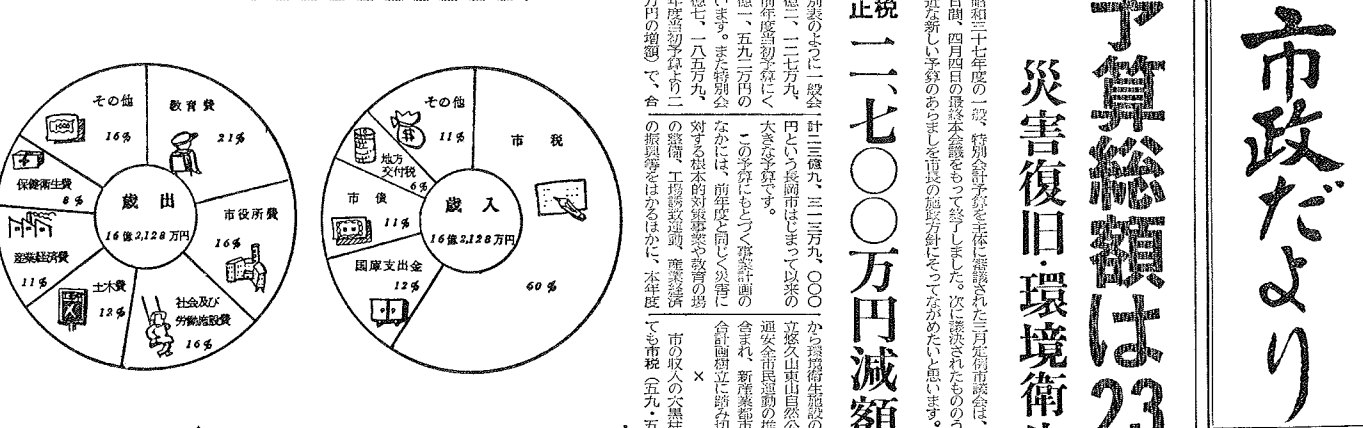 市政だより
予算総額は23
災害復旧・環境衛
昭和三十七年度の一般、特別会計予算を主体に審議された三月定例市議会は、
日間、四月四日の最終本会議をもって終了しました。次に議決されたもののう
近な新しい予算のあらましを市長の施政方針にそってながめたいと思います。
税
正
二一、七〇〇万円減額
別表のように一般会
億二、一二七万九、
前年度当初予算にく
億一、五九二万円の
います。また特別会
億七、一八五万九、
年度当初予算より二
万円の増額）で、合
計二三億九、三一三万九、〇〇〇
円という長岡市はじまって以来の
大きな予算です。
この予算にもとづく事業計画の
なかには、前年度と同じく災害に
対する根本的対策事業や教育の場
の整備、工場誘致運動、産業経済
の振興等をはかるほかに、本年度
から環境衛生施設の
立悠久山東山自然公
通安全市民運動の推
含まれ、新産業都市
合計画樹立に踏み切
×
市の収入の大黒柱
ても市税（五九・五
歳入
16億2,128万円
市税
60%
国庫支出金
12%
市債
11%
地方
交付税
6%
その他
11%
歳出
16億2,128万円
教育費
21%
市役所費
16%
社会及び
労働施設費
16%
土木費
12%
産業経済費
11%
保健衛生費
8%
その他
16%